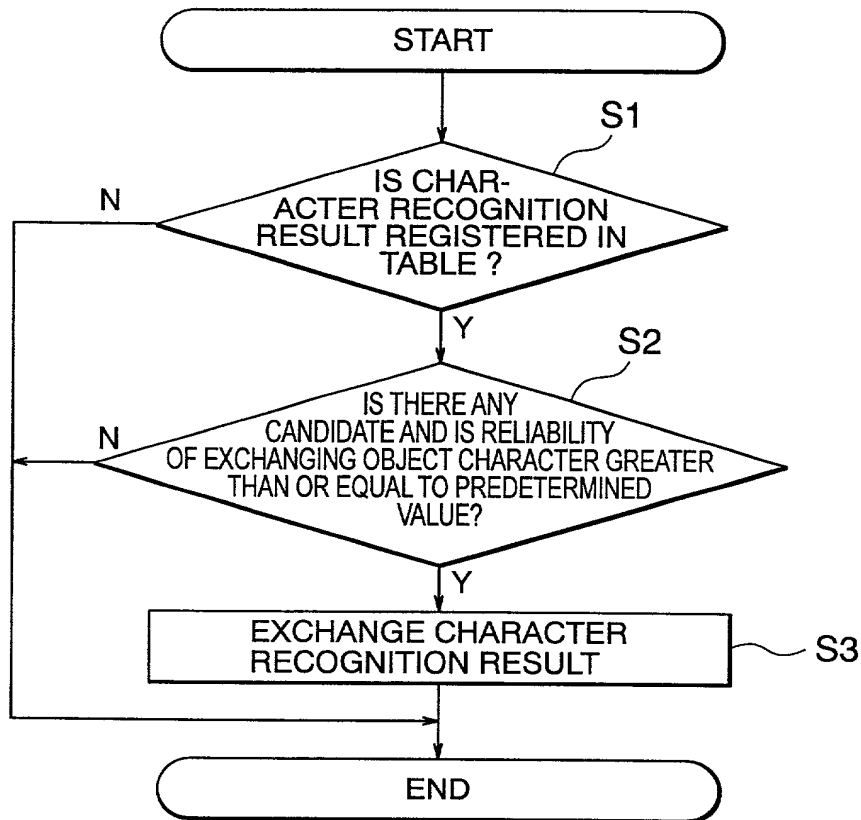 START
S1
IS CHAR-
ACTER RECOGNITION
RESULT REGISTERED IN
TABLE ?
N
Y
S2
IS THERE ANY
CANDIDATE AND IS RELIABILITY
OF EXCHANGING OBJECT CHARACTER GREATER
THAN OR EQUAL TO PREDETERMINED
VALUE?
N
Y
EXCHANGE CHARACTER
RECOGNITION RESULT
S3
END